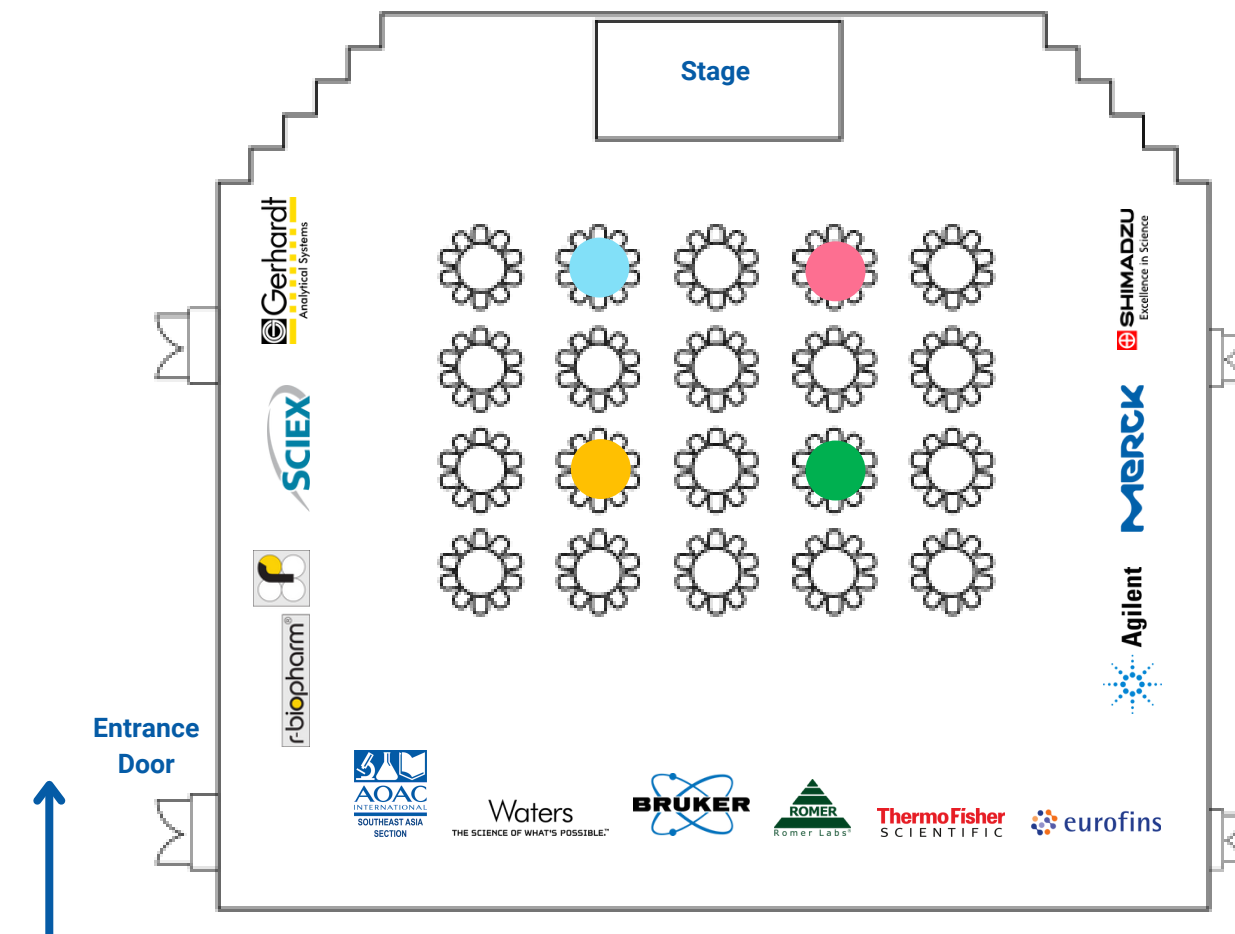 Stage
Gerhardt
Analytical Systems
SHIMADZU
Excellence in Science
SCIEX
MERCK
r-biopharm®
Agilent
Entrance
Door
AOAC
INTERNATIONAL
SOUTHEAST ASIA
SECTION
Waters
THE SCIENCE OF WHAT'S POSSIBLE.™
BRUKER
ROMER
Romer Labs®
ThermoFisher
SCIENTIFIC
eurofins